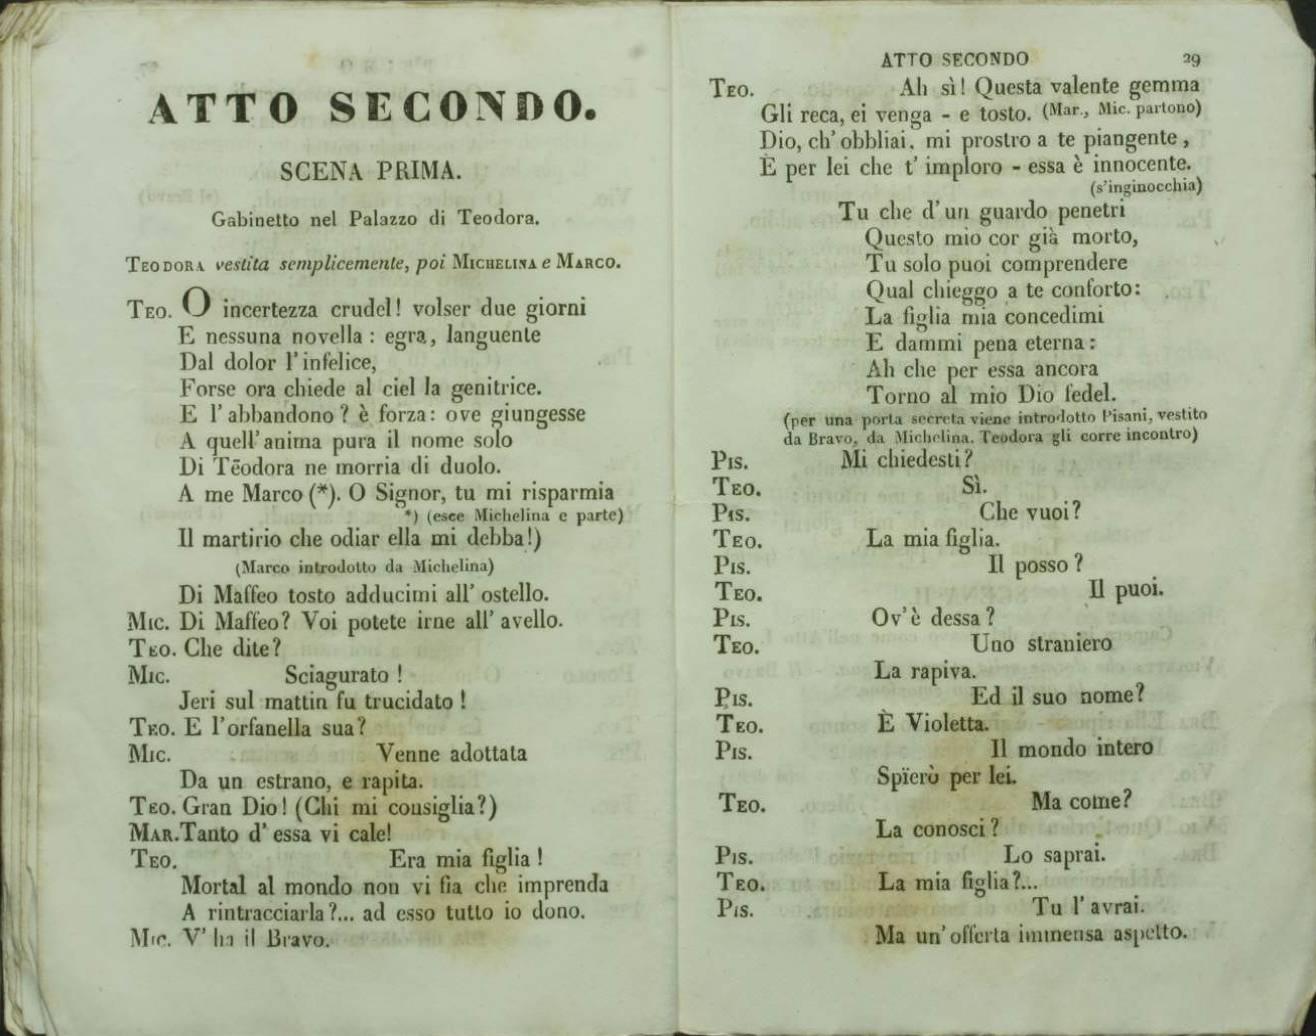 ATTO SECONDO.
SCENA PRIMA.
Gabinetto nel Palazzo di Teodora.
TEODORA vestita semplicemente, poi MICHELINA e MARCO.
TEO. O incertezza crudel! volser due giorni
E nessuna novella: egra, languente
Dal dolor l'infelice,
Forse ora chiede al ciel la genitrice.
E l'abbandono? è forza: ove giungesse
A quell'anima pura il nome solo
Di Tëodora ne morria di duolo.
A me Marco (*). O Signor, tu mi risparmia
*) (esce Michelina e parte)
Il martirio che odiar ella mi debba!)
(Marco introdotto da Michelina)
Di Maffeo tosto adducimi all' ostello.
MIC. Di Maffeo? Voi potete irne all' avello.
TEO. Che dite?
MIC. Sciagurato!
Jeri sul mattin fu trucidato!
TEO. E l'orfanella sua?
MIC. Venne adottata
Da un estrano, e rapita.
TEO. Gran Dio! (Chi mi consiglia?)
MAR. Tanto d' essa vi cale!
TEO. Era mia figlia!
Mortal al mondo non vi fia che imprenda
A rintracciarla?... ad esso tutto io dono.
MIC. V' ha il Bravo.
ATTO SECONDO 29
TEO. Ah sì! Questa valente gemma
Gli reca, ei venga - e tosto. (Mar., Mic. partono)
Dio, ch' obbliai, mi prostro a te piangente,
È per lei che t' imploro - essa è innocente.
(s'inginocchia)
Tu che d'un guardo penetri
Questo mio cor già morto,
Tu solo puoi comprendere
Qual chieggo a te conforto:
La figlia mia concedimi
E dammi pena eterna:
Ah che per essa ancora
Torno al mio Dio fedel.
(per una porta secreta viene introdotto Pisani, vestito
da Bravo, da Michelina. Teodora gli corre incontro)
PIS. Mi chiedesti?
TEO. Sì.
PIS. Che vuoi?
TEO. La mia figlia.
PIS. Il posso?
TEO. Il puoi.
PIS. Ov'è dessa?
TEO. Uno straniero
La rapiva.
PIS. Ed il suo nome?
TEO. È Violetta.
PIS. Il mondo intero
Spïerò per lei.
TEO. Ma come?
La conosci?
PIS. Lo saprai.
TEO. La mia figlia?...
PIS. Tu l'avrai.
Ma un'offerta immensa aspetto.